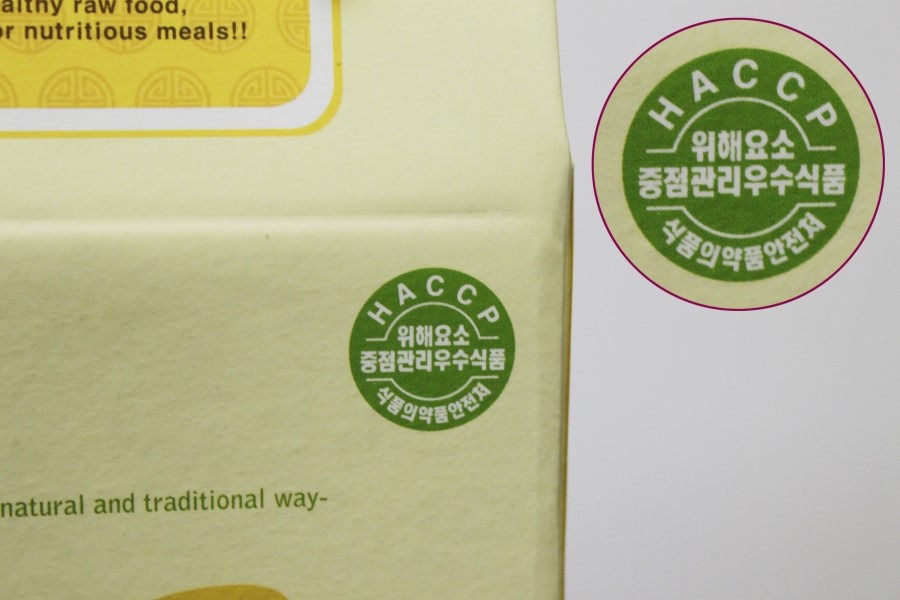 althy raw food,
or nutritious meals!!
HACCP
위해요소
중점관리우수식품
식품의약품안전처
natural and traditional way-
HACCP
위해요소
중점관리우수식품
식품의약품안전처